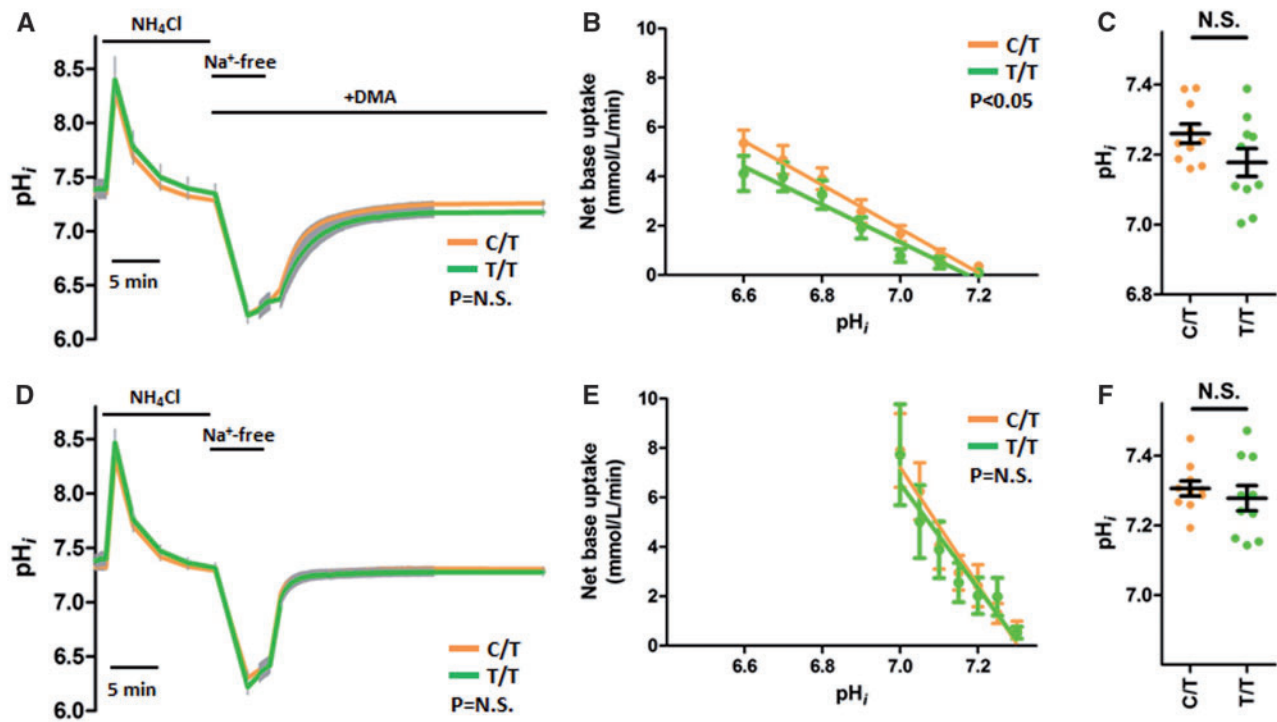 A
NH₄Cl
Na⁺-free
+DMA
8.5
8.0
7.5
7.0
6.5
6.0
pHᵢ
5 min
C/T
T/T
P=N.S.
B
10
8
6
4
2
0
Net base uptake
(mmol/L/min)
C/T
T/T
P<0.05
6.6 6.8 7.0 7.2
pHᵢ
C
N.S.
7.4
7.2
7.0
6.8
pHᵢ
C/T
T/T
D
NH₄Cl
Na⁺-free
8.5
8.0
7.5
7.0
6.5
6.0
pHᵢ
5 min
C/T
T/T
P=N.S.
E
10
8
6
4
2
0
Net base uptake
(mmol/L/min)
C/T
T/T
P=N.S.
6.6 6.8 7.0 7.2
pHᵢ
F
N.S.
7.4
7.2
7.0
pHᵢ
C/T
T/T